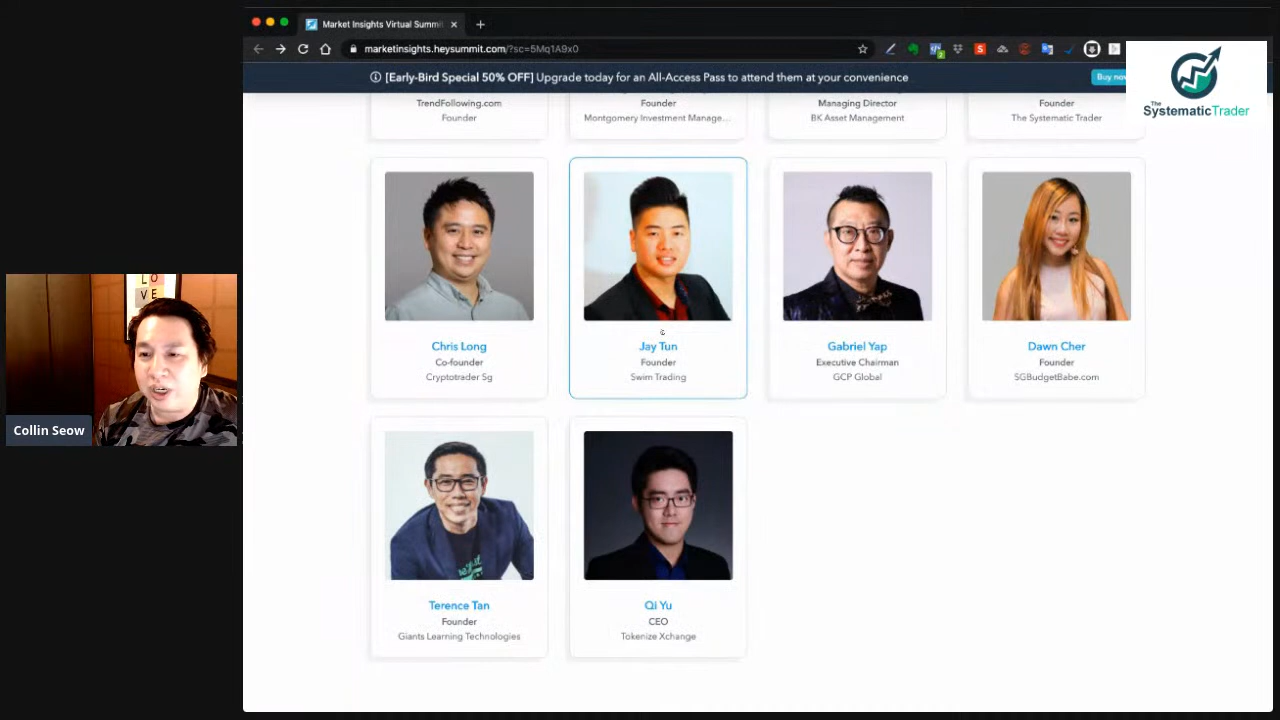 Market Insights Virtual Summi
marketinsights.heysummit.com/?sc=5Mq1A9x0
[Early-Bird Special 50% OFF] Upgrade today for an All-Access Pass to attend them at your convenience
Buy now
The
SystematicTrader
TrendFollowing.com
Founder
Founder
Montgomery Investment Manage...
Managing Director
BK Asset Management
Founder
The Systematic Trader
LO
VE
Collin Seow
Chris Long
Co-founder
Cryptotrader Sg
Jay Tun
Founder
Swim Trading
Gabriel Yap
Executive Chairman
GCP Global
Dawn Cher
Founder
SGBudgetBabe.com
Terence Tan
Founder
Giants Learning Technologies
Qi Yu
CEO
Tokenize Xchange